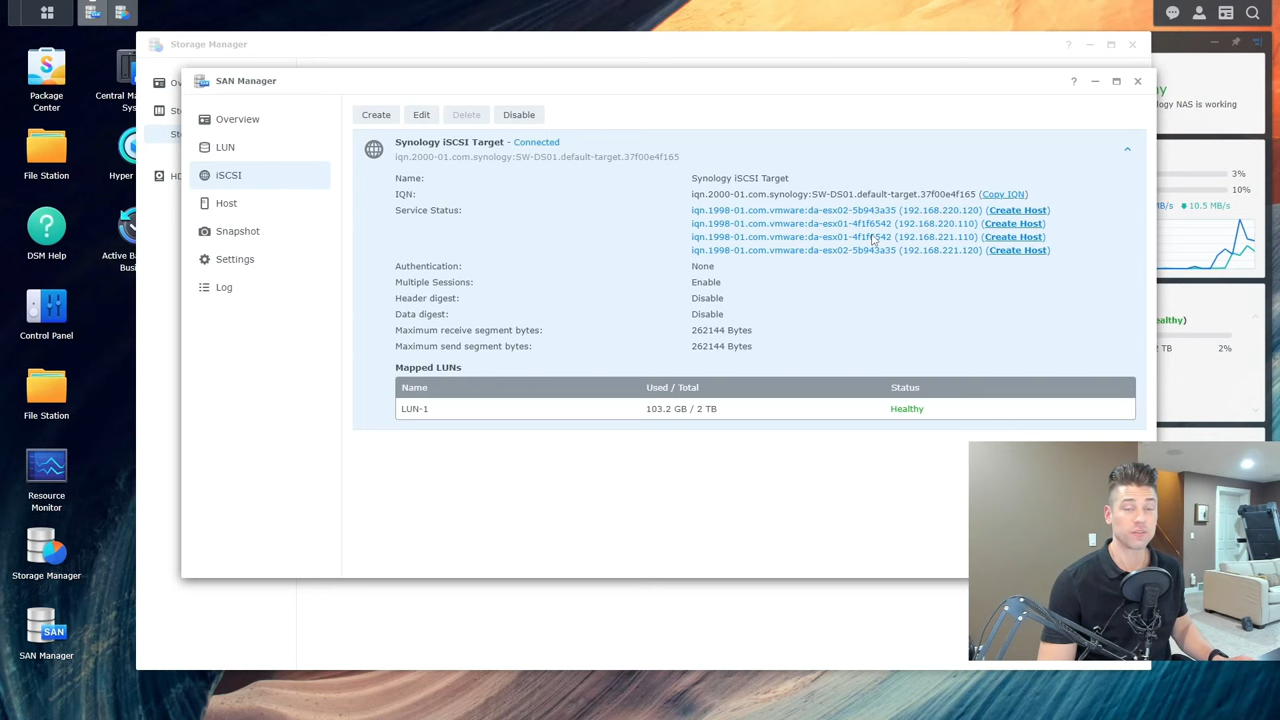 Storage Manager
SAN Manager
Package
Center
Central Ma
Sys
File Station
Hyper
DSM Help
Active Ba
Busi
Control Panel
File Station
Resource
Monitor
Storage Manager
SAN
SAN Manager
Ov
Sto
Sto
HD
Overview
LUN
iSCSI
Host
Snapshot
Settings
Log
Create
Edit
Delete
Disable
Synology iSCSI Target - Connected
iqn.2000-01.com.synology:SW-DS01.default-target.37f00e4f165
Name: Synology iSCSI Target
IQN: iqn.2000-01.com.synology:SW-DS01.default-target.37f00e4f165 (Copy IQN)
Service Status: iqn.1998-01.com.vmware:da-esx02-5b943a35 (192.168.220.120) (Create Host)
iqn.1998-01.com.vmware:da-esx01-4f1f6542 (192.168.220.110) (Create Host)
iqn.1998-01.com.vmware:da-esx01-4f1f6542 (192.168.221.110) (Create Host)
iqn.1998-01.com.vmware:da-esx02-5b943a35 (192.168.221.120) (Create Host)
Authentication: None
Multiple Sessions: Enable
Header digest: Disable
Data digest: Disable
Maximum receive segment bytes: 262144 Bytes
Maximum send segment bytes: 262144 Bytes
Mapped LUNs
Name Used / Total Status
LUN-1 103.2 GB / 2 TB Healthy
hy
ology NAS is working
3%
10%
B/s 10.5 MB/s
ealthy)
2 TB 2%